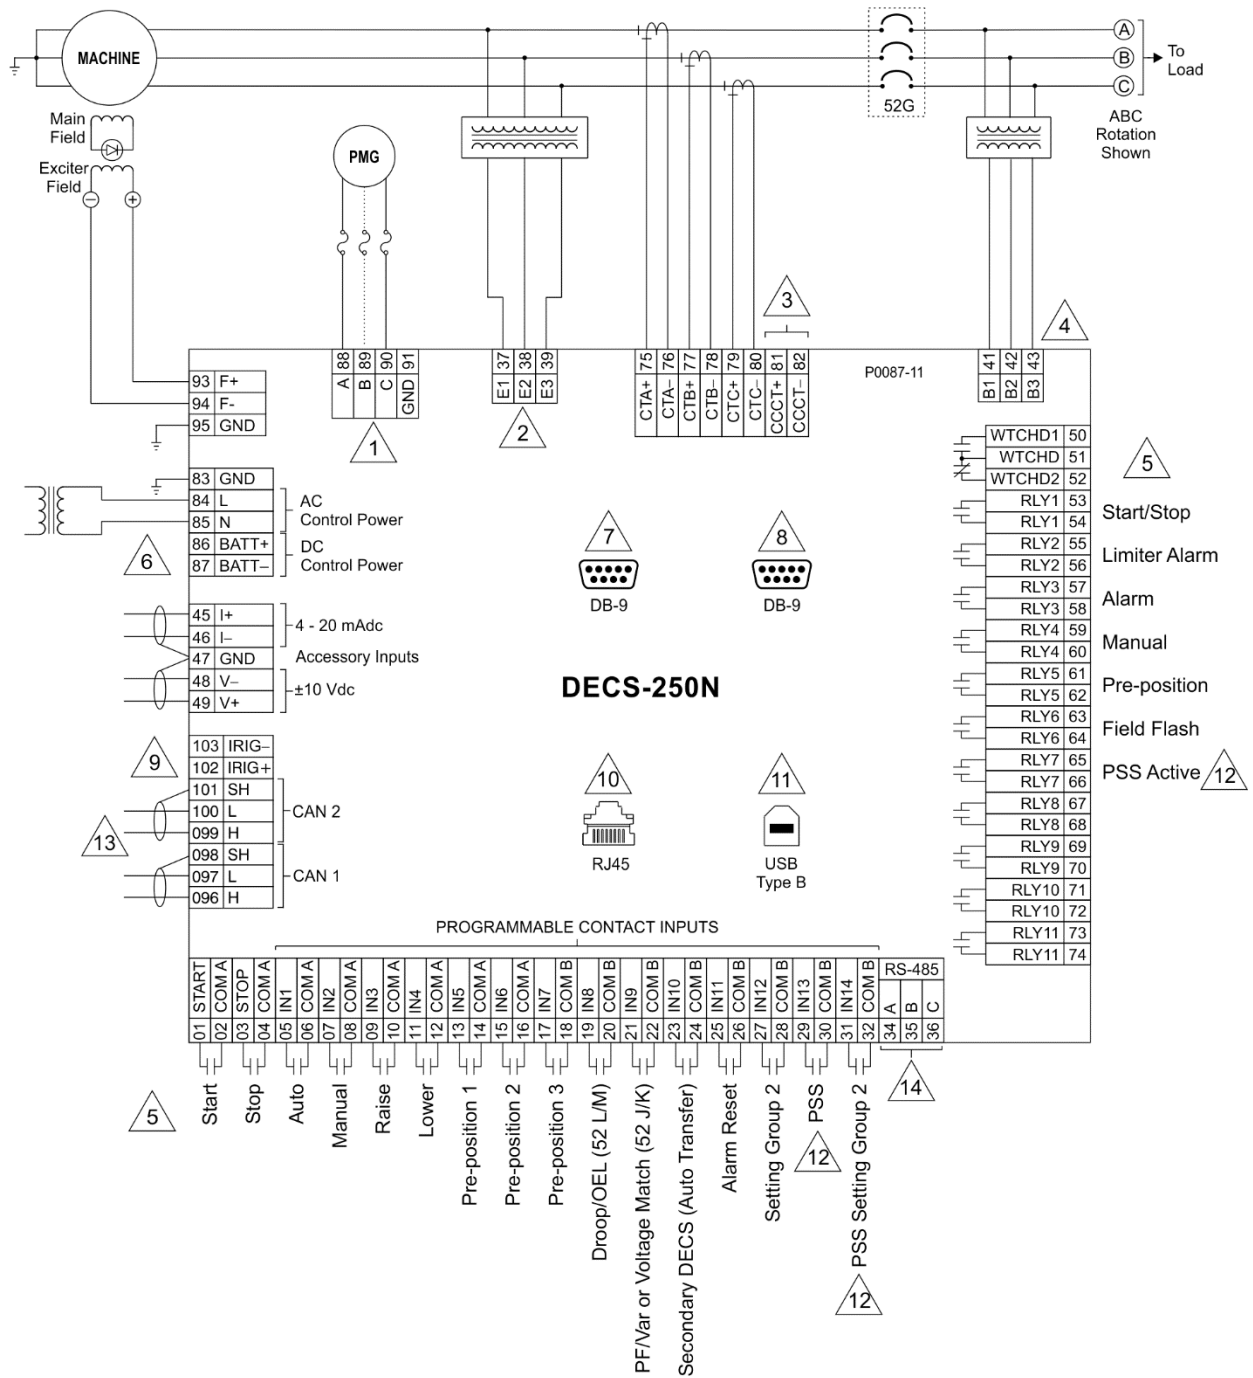 MACHINE
A
B
C
To
Load
52G
ABC
Rotation
Shown
Main
Field
Exciter
Field
−
+
PMG
3
4
88 A
89 B
90 C
91 GND
37 E1
38 E2
39 E3
75 CTA+
76 CTA−
77 CTB+
78 CTB−
79 CTC+
80 CTC−
81 CCCT+
82 CCCT−
P0087-11
41 B1
42 B2
43 B3
1
2
93 F+
94 F-
95 GND
83 GND
84 L
85 N
AC
Control Power
86 BATT+
87 BATT−
DC
Control Power
6
45 I+
46 I−
4 - 20 mAdc
47 GND
Accessory Inputs
48 V−
49 V+
±10 Vdc
103 IRIG−
102 IRIG+
9
101 SH
100 L
099 H
CAN 2
13
098 SH
097 L
096 H
CAN 1
7
DB-9
8
DB-9
DECS-250N
10
RJ45
11
USB
Type B
WTCHD1 50
WTCHD 51
WTCHD2 52
5
RLY1 53
RLY1 54
Start/Stop
RLY2 55
RLY2 56
Limiter Alarm
RLY3 57
RLY3 58
Alarm
RLY4 59
RLY4 60
Manual
RLY5 61
RLY5 62
Pre-position
RLY6 63
RLY6 64
Field Flash
RLY7 65
RLY7 66
PSS Active
12
RLY8 67
RLY8 68
RLY9 69
RLY9 70
RLY10 71
RLY10 72
RLY11 73
RLY11 74
PROGRAMMABLE CONTACT INPUTS
01 START
02 COM A
03 STOP
04 COM A
05 IN1
06 COM A
07 IN2
08 COM A
09 IN3
10 COM A
11 IN4
12 COM A
13 IN5
14 COM A
15 IN6
16 COM A
17 IN7
18 COM B
19 IN8
20 COM B
21 IN9
22 COM B
23 IN10
24 COM B
25 IN11
26 COM B
27 IN12
28 COM B
29 IN13
30 COM B
31 IN14
32 COM B
RS-485
34 A
35 B
36 C
5
Start
Stop
Auto
Manual
Raise
Lower
Pre-position 1
Pre-position 2
Pre-position 3
Droop/OEL (52 L/M)
PF/Var or Voltage Match (52 J/K)
Secondary DECS (Auto Transfer)
Alarm Reset
Setting Group 2
PSS
12
PSS Setting Group 2
12
14